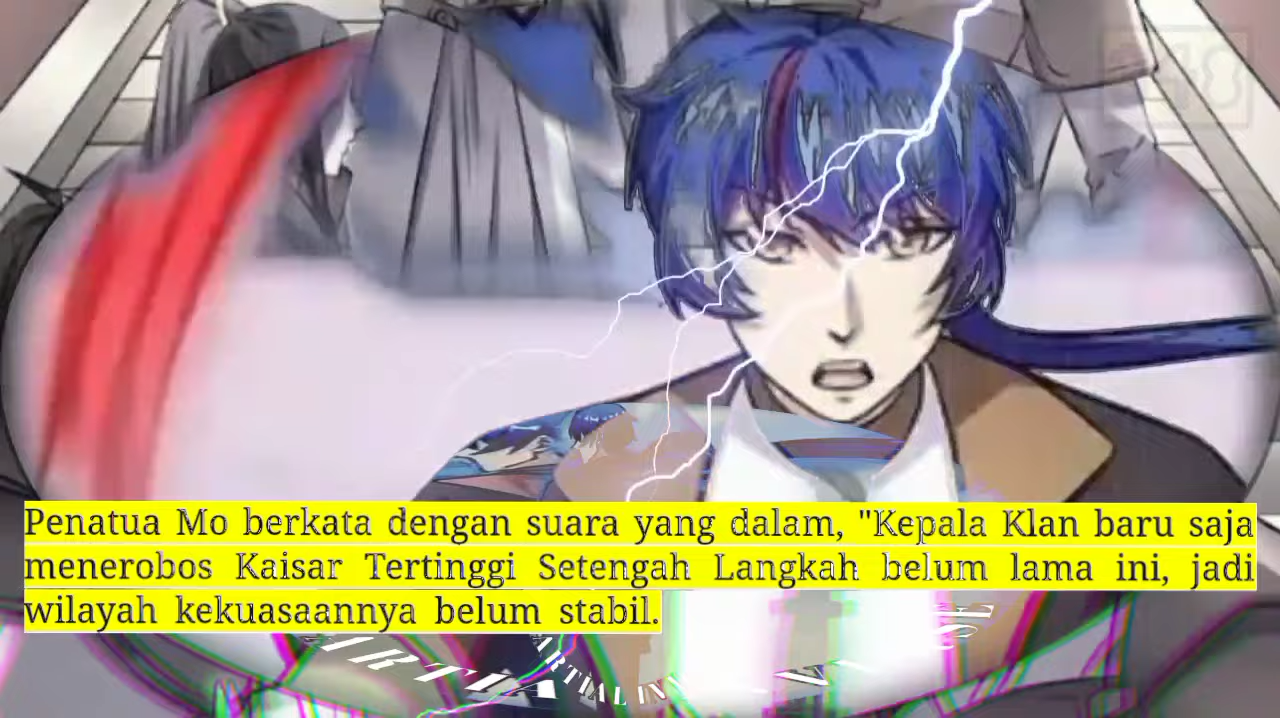 Penatua Mo berkata dengan suara yang dalam, "Kepala Klan baru saja
menerobos Kaisar Tertinggi Setengah Langkah belum lama ini, jadi
wilayah kekuasaannya belum stabil.